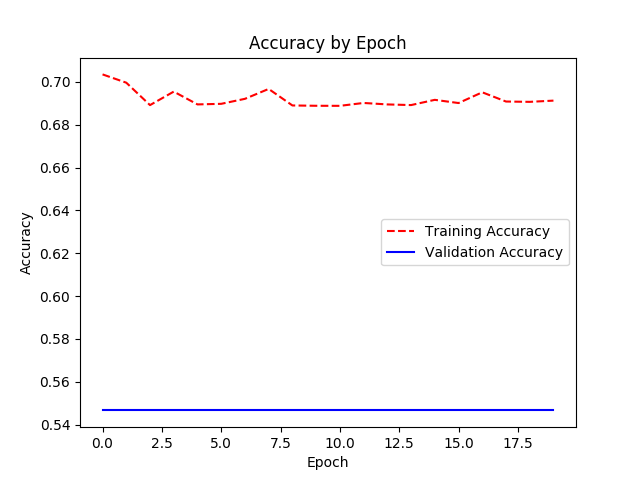 Accuracy by Epoch
Accuracy
0.70
0.68
0.66
0.64
0.62
0.60
0.58
0.56
0.54
Training Accuracy
Validation Accuracy
0.0 2.5 5.0 7.5 10.0 12.5 15.0 17.5
Epoch